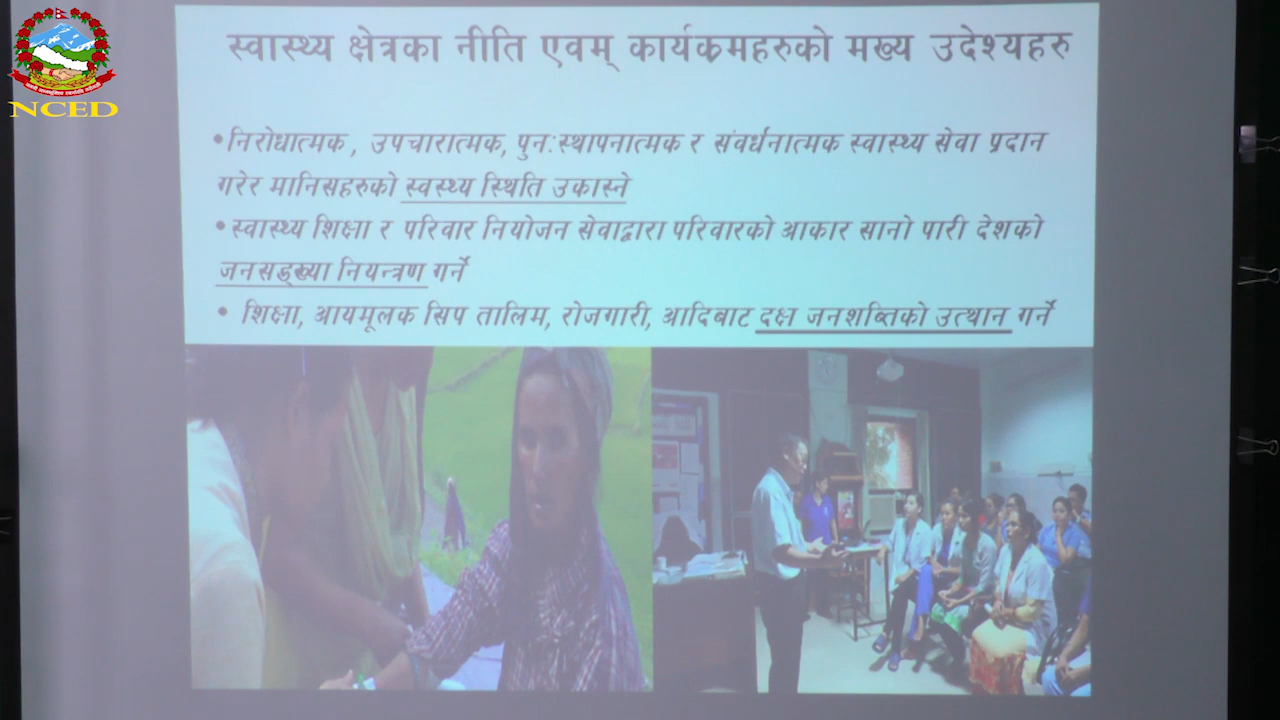 स्वास्थ्य क्षेत्रका नीति एवम् कार्यक्रमहरुको मख्य उदेश्यहरु
NCED
•निरोधात्मक , उपचारात्मक, पुन:स्थापनात्मक र संवर्धनात्मक स्वास्थ्य सेवा प्रदान
गरेर मानिसहरुको स्वस्थ्य स्थिति उकास्ने
•स्वास्थ्य शिक्षा र परिवार नियोजन सेवाद्वारा परिवारको आकार सानो पारी देशको
जनसङ्ख्या नियन्त्रण गर्ने
• शिक्षा, आयमूलक सिप तालिम, रोजगारी, आदिबाट दक्ष जनशक्तिको उत्थान गर्ने